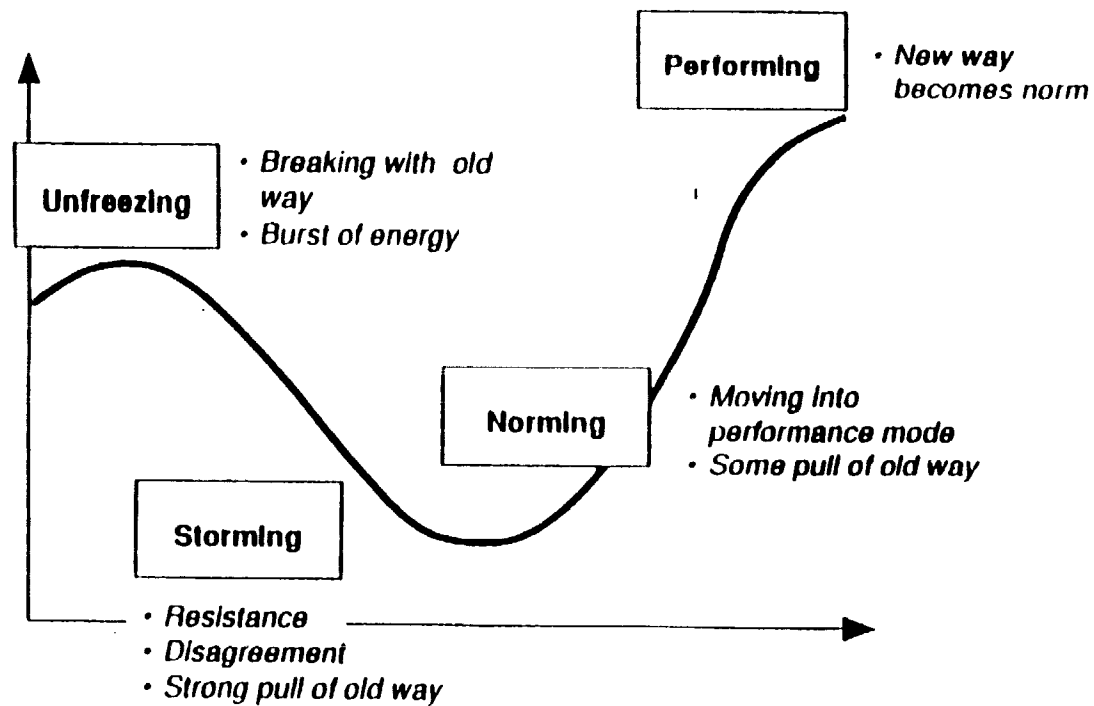 Performing
• New way
becomes norm
Unfreezing
• Breaking with old
way
• Burst of energy
Norming
• Moving into
performance mode
• Some pull of old way
Storming
• Resistance
• Disagreement
• Strong pull of old way